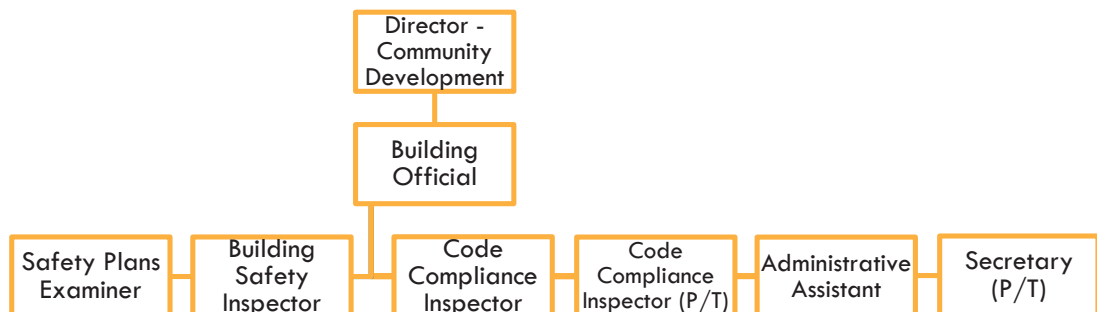 Director -
Community
Development
Building
Official
Safety Plans
Examiner
Building
Safety
Inspector
Code
Compliance
Inspector
Code
Compliance
Inspector (P/T)
Administrative
Assistant
Secretary
(P/T)